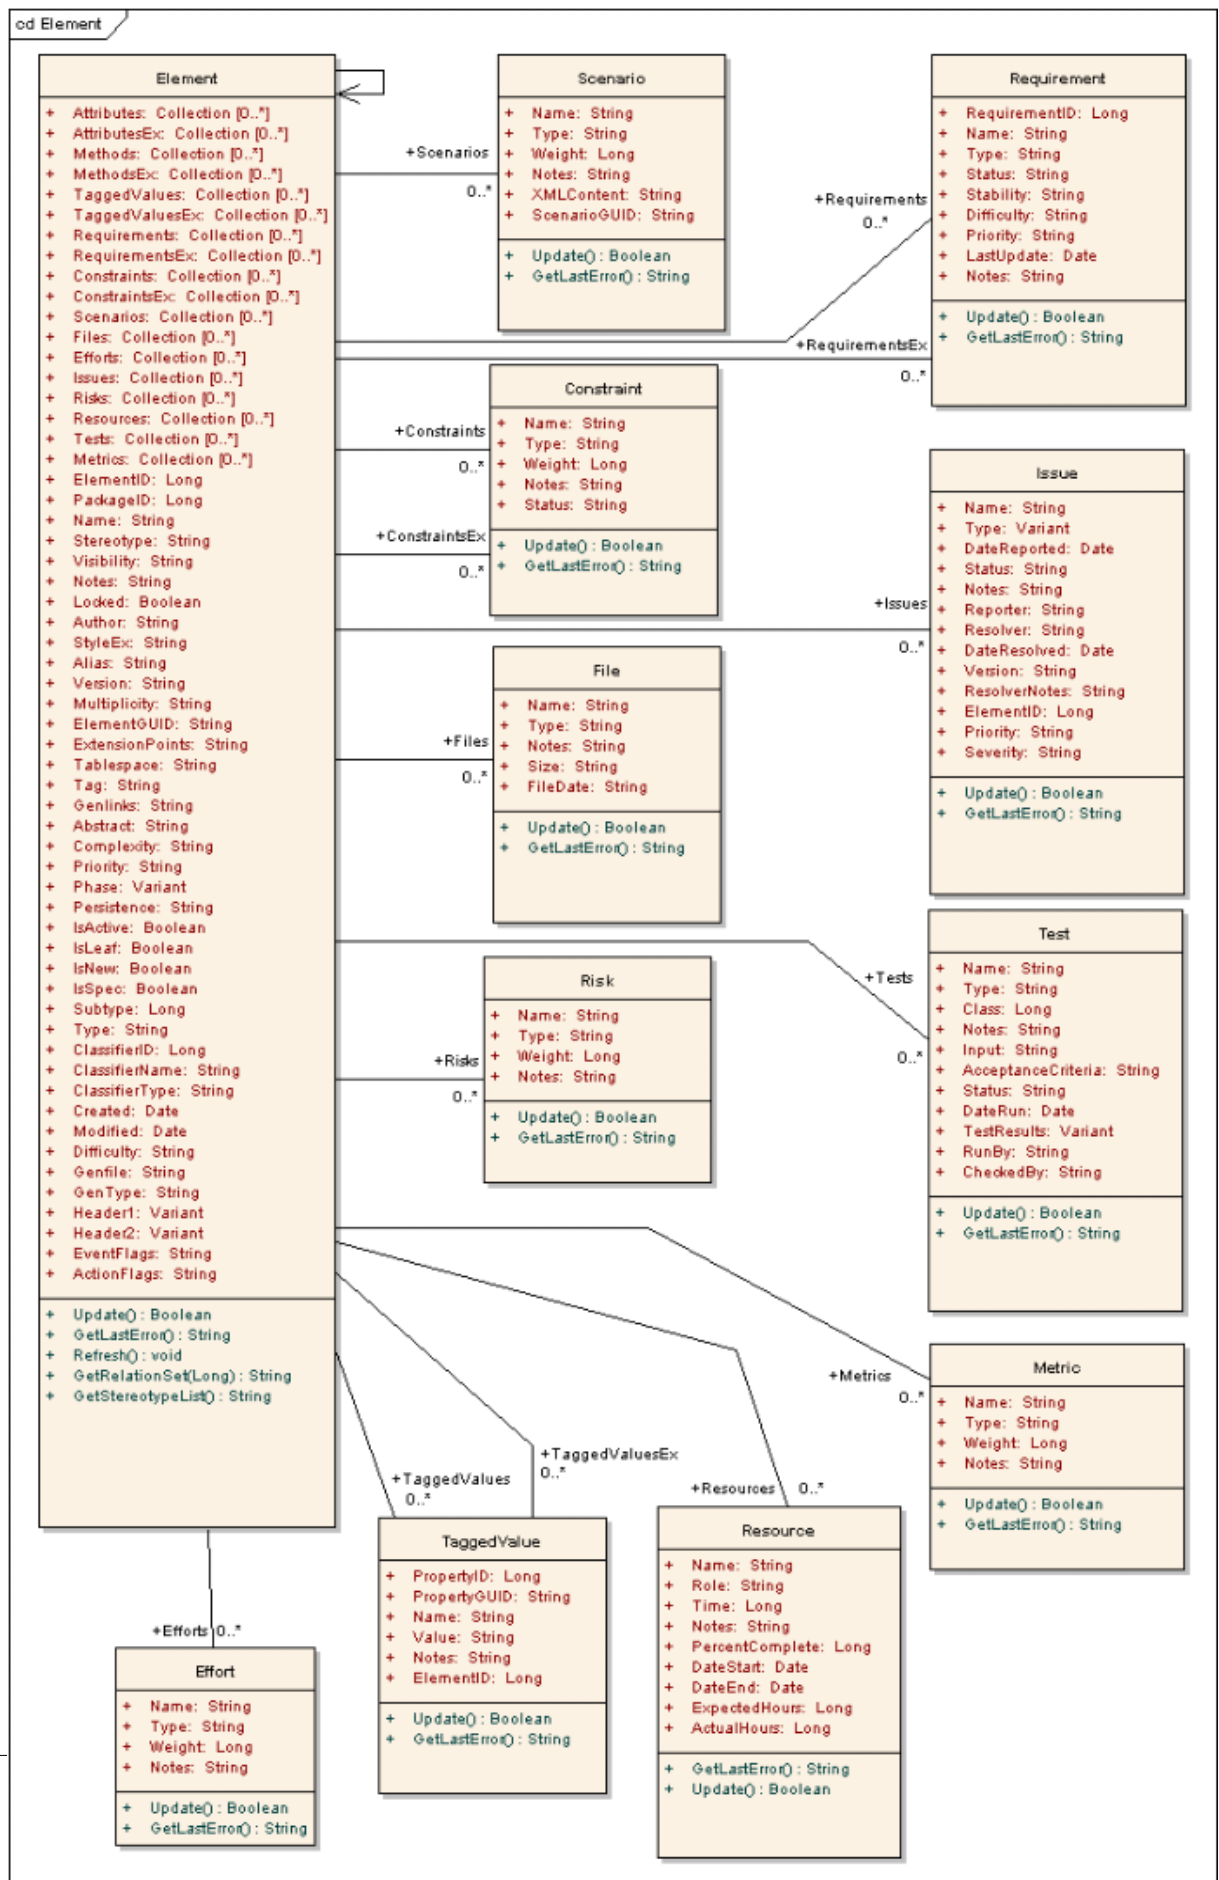 cd Element
Element
+ Attributes: Collection [0..*]
+ AttributesEx: Collection [0..*]
+ Methods: Collection [0..*]
+ MethodsEx: Collection [0..*]
+ TaggedValues: Collection [0..*]
+ TaggedValuesEx: Collection [0..*]
+ Requirements: Collection [0..*]
+ RequirementsEx: Collection [0..*]
+ Constraints: Collection [0..*]
+ ConstraintsEx: Collection [0..*]
+ Scenarios: Collection [0..*]
+ Files: Collection [0..*]
+ Efforts: Collection [0..*]
+ Issues: Collection [0..*]
+ Risks: Collection [0..*]
+ Resources: Collection [0..*]
+ Tests: Collection [0..*]
+ Metrics: Collection [0..*]
+ ElementID: Long
+ PackageID: Long
+ Name: String
+ Stereotype: String
+ Visibility: String
+ Notes: String
+ Locked: Boolean
+ Author: String
+ StyleEx: String
+ Alias: String
+ Version: String
+ Multiplicity: String
+ ElementGUID: String
+ ExtensionPoints: String
+ Tablespace: String
+ Tag: String
+ Genlinks: String
+ Abstract: String
+ Complexity: String
+ Priority: String
+ Phase: Variant
+ Persistence: String
+ IsActive: Boolean
+ IsLeaf: Boolean
+ IsNew: Boolean
+ IsSpec: Boolean
+ Subtype: Long
+ Type: String
+ ClassifierID: Long
+ ClassifierName: String
+ ClassifierType: String
+ Created: Date
+ Modified: Date
+ Difficulty: String
+ Genfile: String
+ GenType: String
+ Header1: Variant
+ Header2: Variant
+ EventFlags: String
+ ActionFlags: String
+ Update() : Boolean
+ GetLastError() : String
+ Refresh() : void
+ GetRelationSet(Long) : String
+ GetStereotypeList() : String
+Scenarios
0..*
Scenario
+ Name: String
+ Type: String
+ Weight: Long
+ Notes: String
+ XMLContent: String
+ ScenarioGUID: String
+ Update() : Boolean
+ GetLastError() : String
+Requirements
0..*
+RequirementsEx
0..*
Requirement
+ RequirementID: Long
+ Name: String
+ Type: String
+ Status: String
+ Stability: String
+ Difficulty: String
+ Priority: String
+ LastUpdate: Date
+ Notes: String
+ Update() : Boolean
+ GetLastError() : String
+Constraints
0..*
+ConstraintsEx
0..*
Constraint
+ Name: String
+ Type: String
+ Weight: Long
+ Notes: String
+ Status: String
+ Update() : Boolean
+ GetLastError() : String
+Issues
0..*
Issue
+ Name: String
+ Type: Variant
+ DateReported: Date
+ Status: String
+ Notes: String
+ Reporter: String
+ Resolver: String
+ DateResolved: Date
+ Version: String
+ ResolverNotes: String
+ ElementID: Long
+ Priority: String
+ Severity: String
+ Update() : Boolean
+ GetLastError() : String
+Files
0..*
File
+ Name: String
+ Type: String
+ Notes: String
+ Size: String
+ FileDate: String
+ Update() : Boolean
+ GetLastError() : String
+Tests
0..*
Test
+ Name: String
+ Type: String
+ Class: Long
+ Notes: String
+ Input: String
+ AcceptanceCriteria: String
+ Status: String
+ DateRun: Date
+ TestResults: Variant
+ RunBy: String
+ CheckedBy: String
+ Update() : Boolean
+ GetLastError() : String
+Risks
0..*
Risk
+ Name: String
+ Type: String
+ Weight: Long
+ Notes: String
+ Update() : Boolean
+ GetLastError() : String
+Metrics
0..*
Metric
+ Name: String
+ Type: String
+ Weight: Long
+ Notes: String
+ Update() : Boolean
+ GetLastError() : String
+TaggedValues
0..*
+TaggedValuesEx
0..*
TaggedValue
+ PropertyID: Long
+ PropertyGUID: String
+ Name: String
+ Value: String
+ Notes: String
+ ElementID: Long
+ Update() : Boolean
+ GetLastError() : String
+Resources 0..*
Resource
+ Name: String
+ Role: String
+ Time: Long
+ Notes: String
+ PercentComplete: Long
+ DateStart: Date
+ DateEnd: Date
+ ExpectedHours: Long
+ ActualHours: Long
+ GetLastError() : String
+ Update() : Boolean
+Efforts 0..*
Effort
+ Name: String
+ Type: String
+ Weight: Long
+ Notes: String
+ Update() : Boolean
+ GetLastError() : String